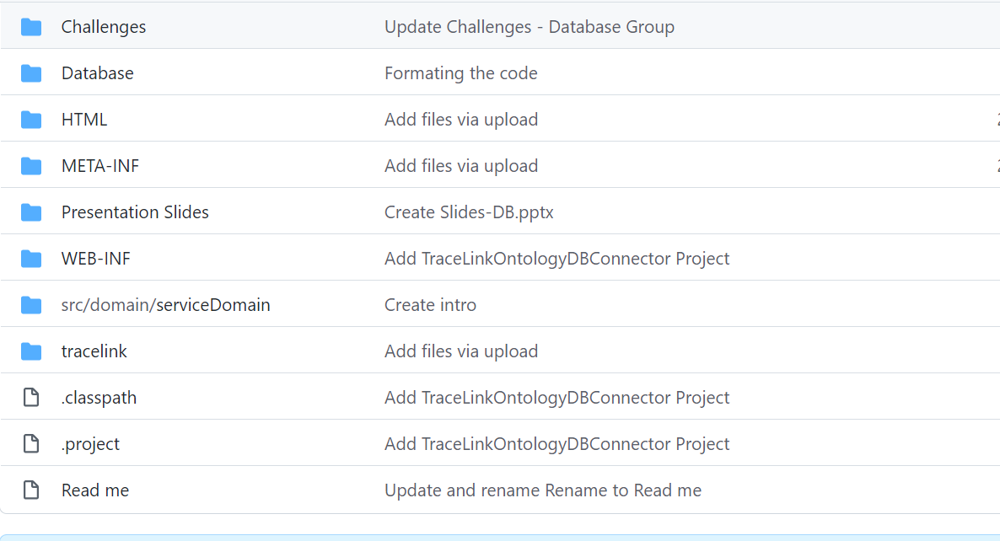 Challenges Update Challenges - Database Group
Database Formating the code
HTML Add files via upload
META-INF Add files via upload
Presentation Slides Create Slides-DB.pptx
WEB-INF Add TraceLinkOntologyDBConnector Project
src/domain/serviceDomain Create intro
tracelink Add files via upload
.classpath Add TraceLinkOntologyDBConnector Project
.project Add TraceLinkOntologyDBConnector Project
Read me Update and rename Rename to Read me